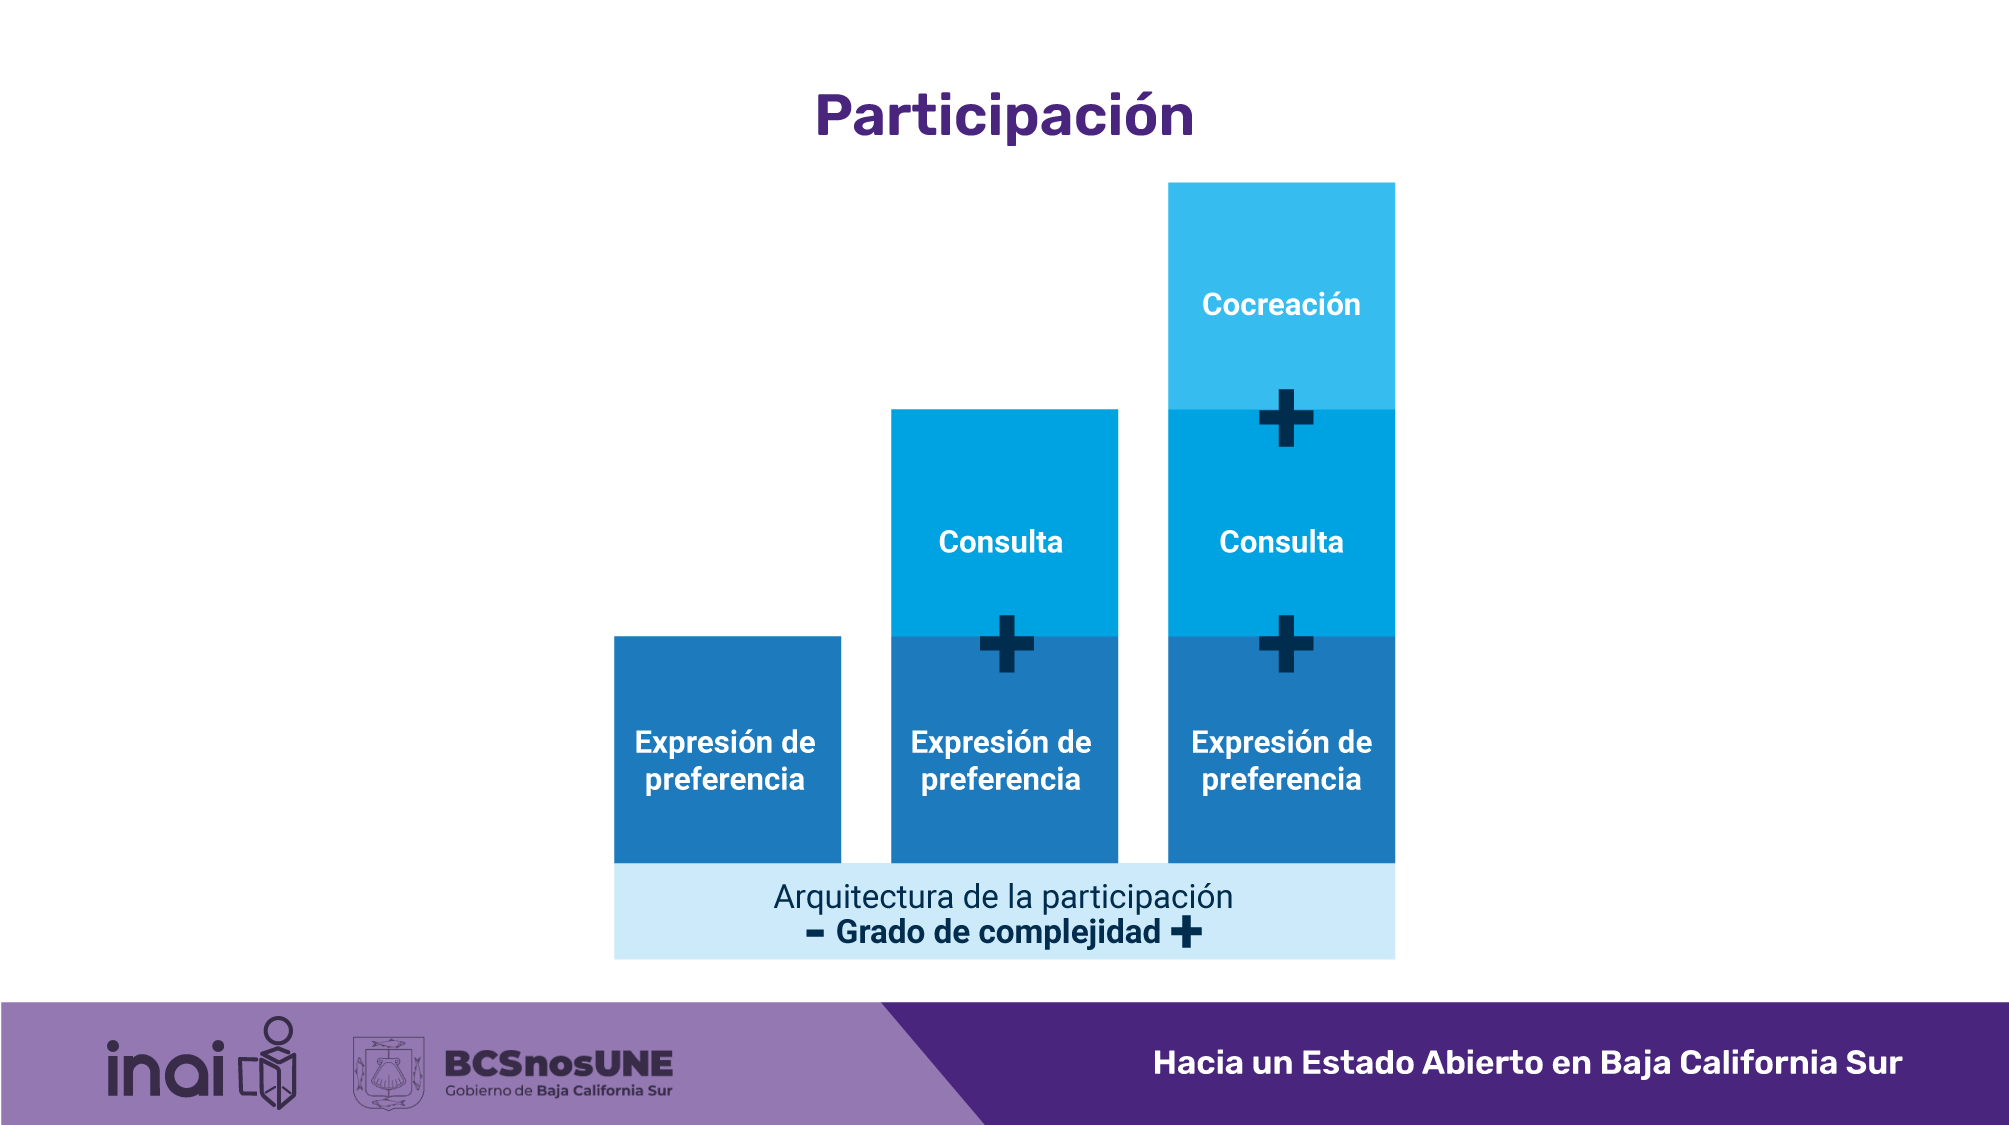 Participación
Cocreación
+
Consulta
Consulta
+
+
Expresión de
preferencia
Expresión de
preferencia
Expresión de
preferencia
Arquitectura de la participación
- Grado de complejidad +
inai
BCSnosUNE
Gobierno de Baja California Sur
Hacia un Estado Abierto en Baja California Sur